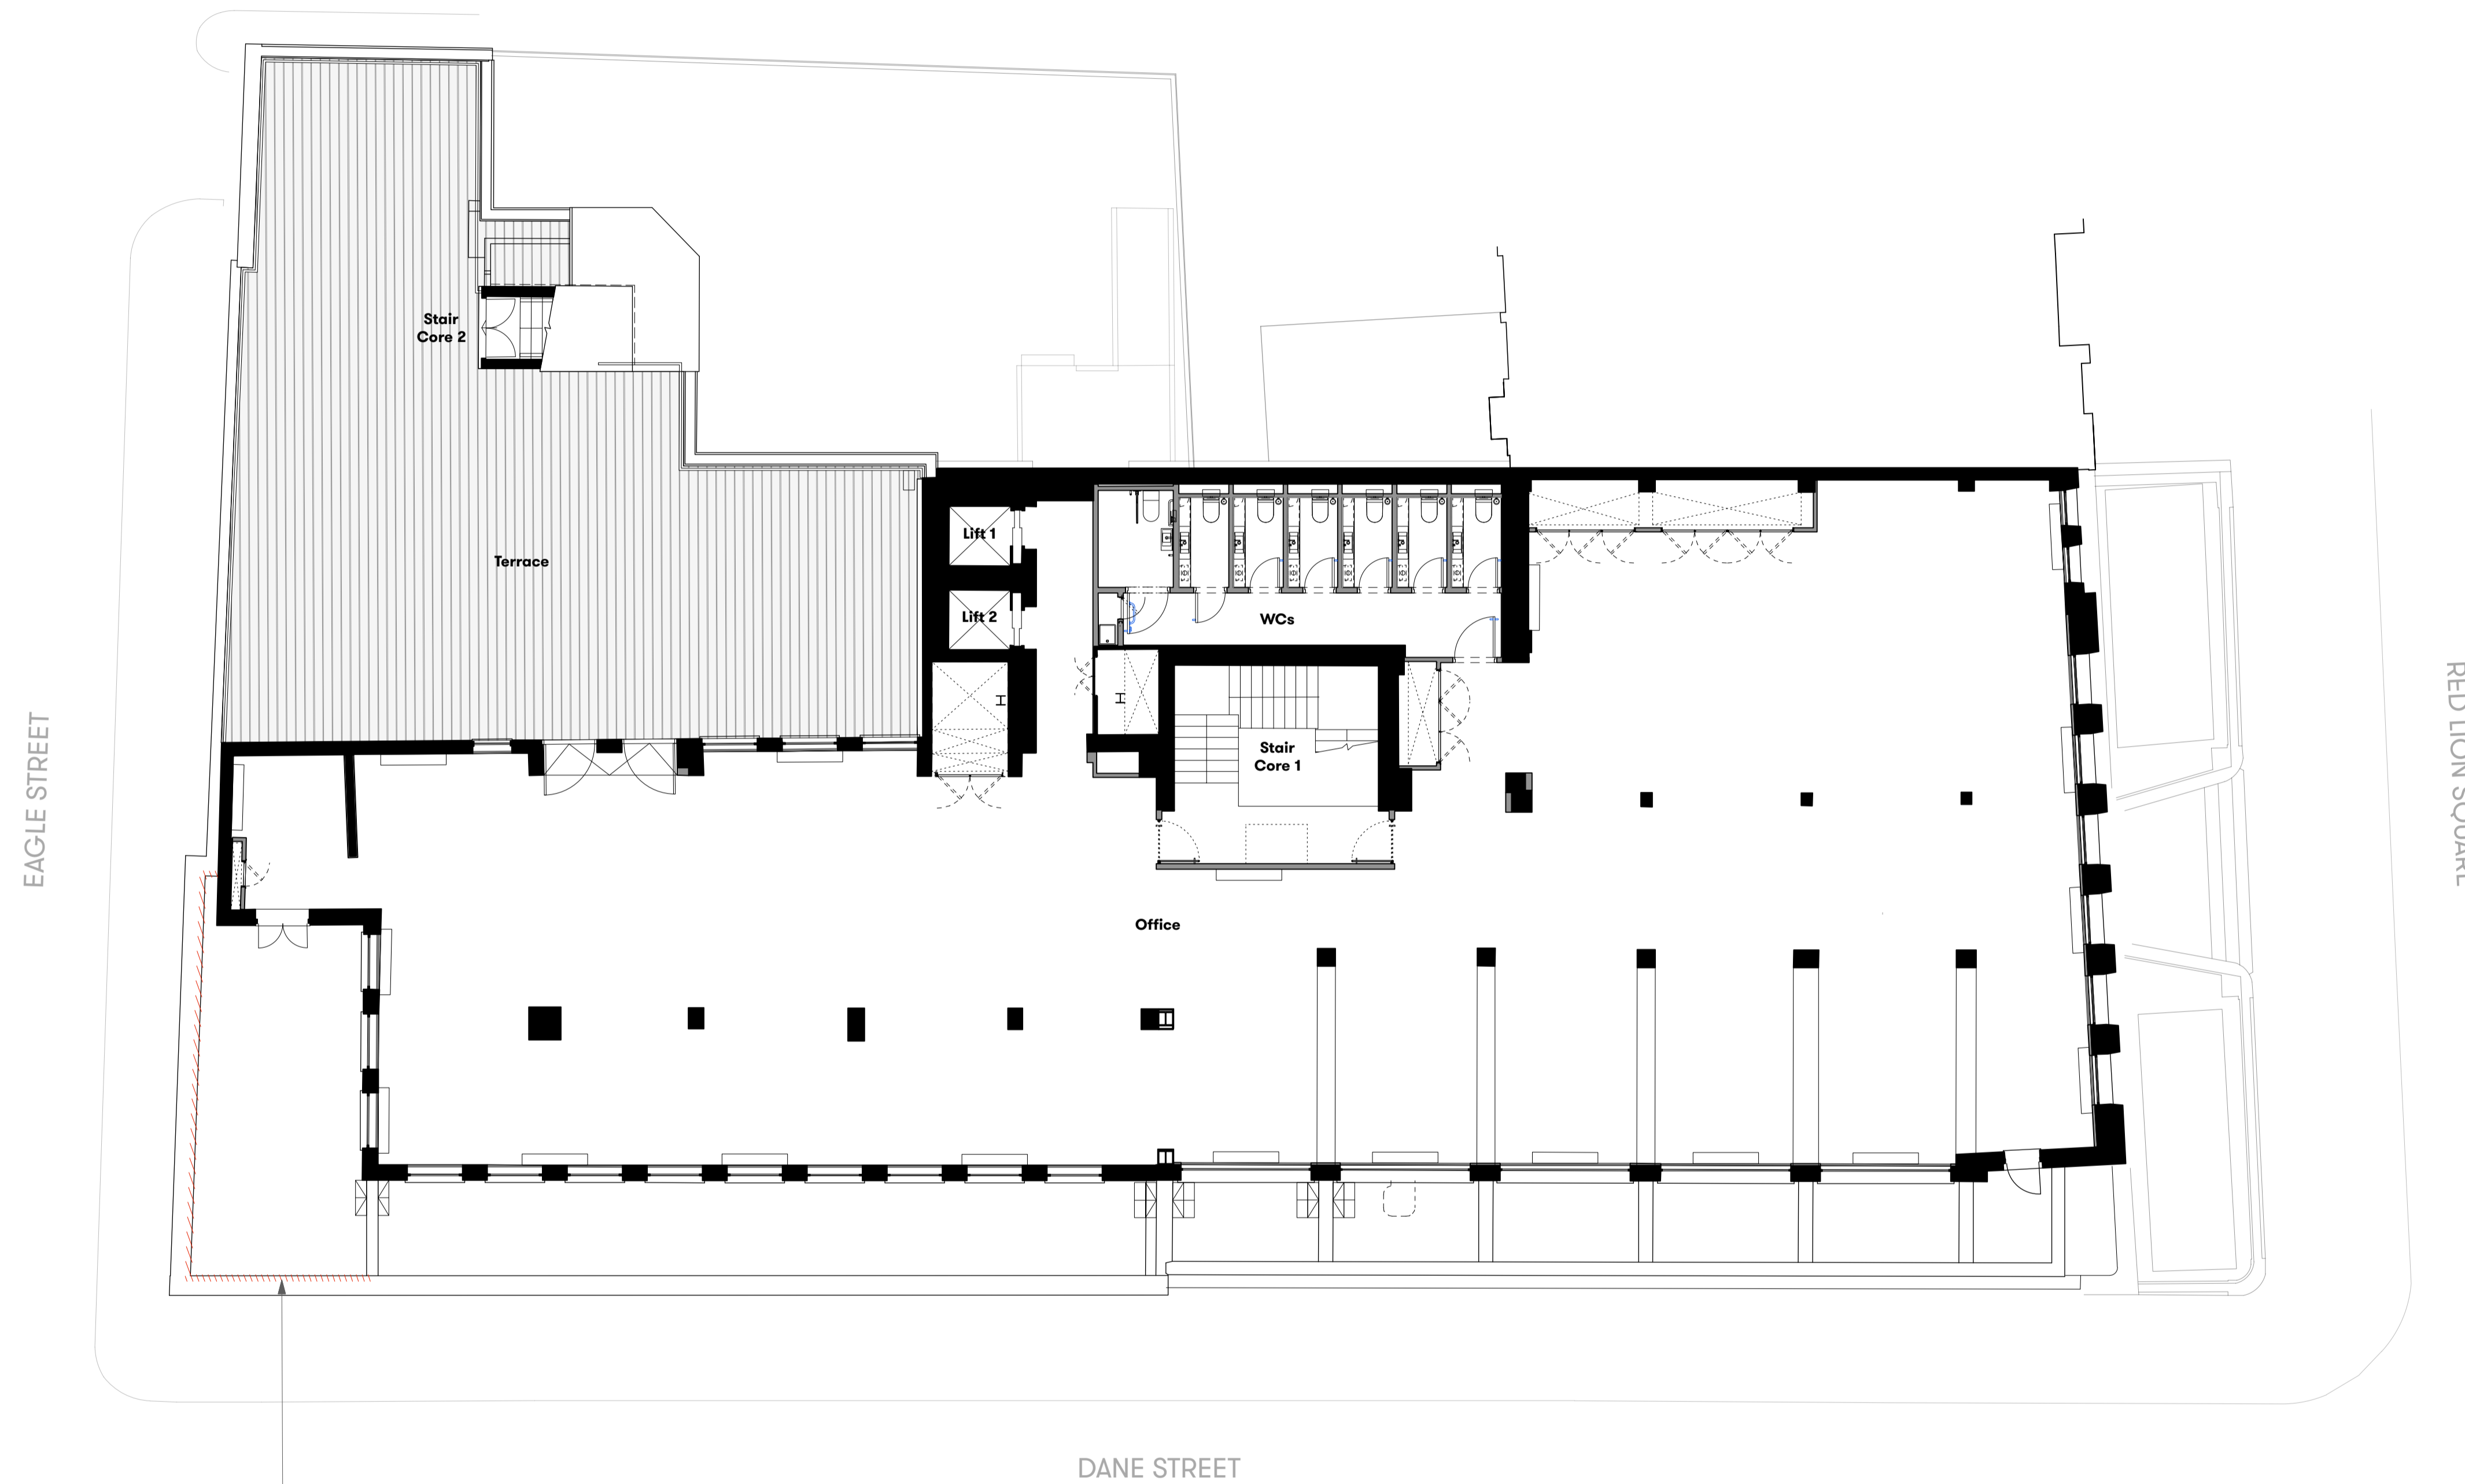 Stair
Core 2
Lift 1
Terrace
Lift 2
WCs
H
H
Stair
Core 1
EAGLE STREET
RED LION SQUARE
Office
DANE STREET